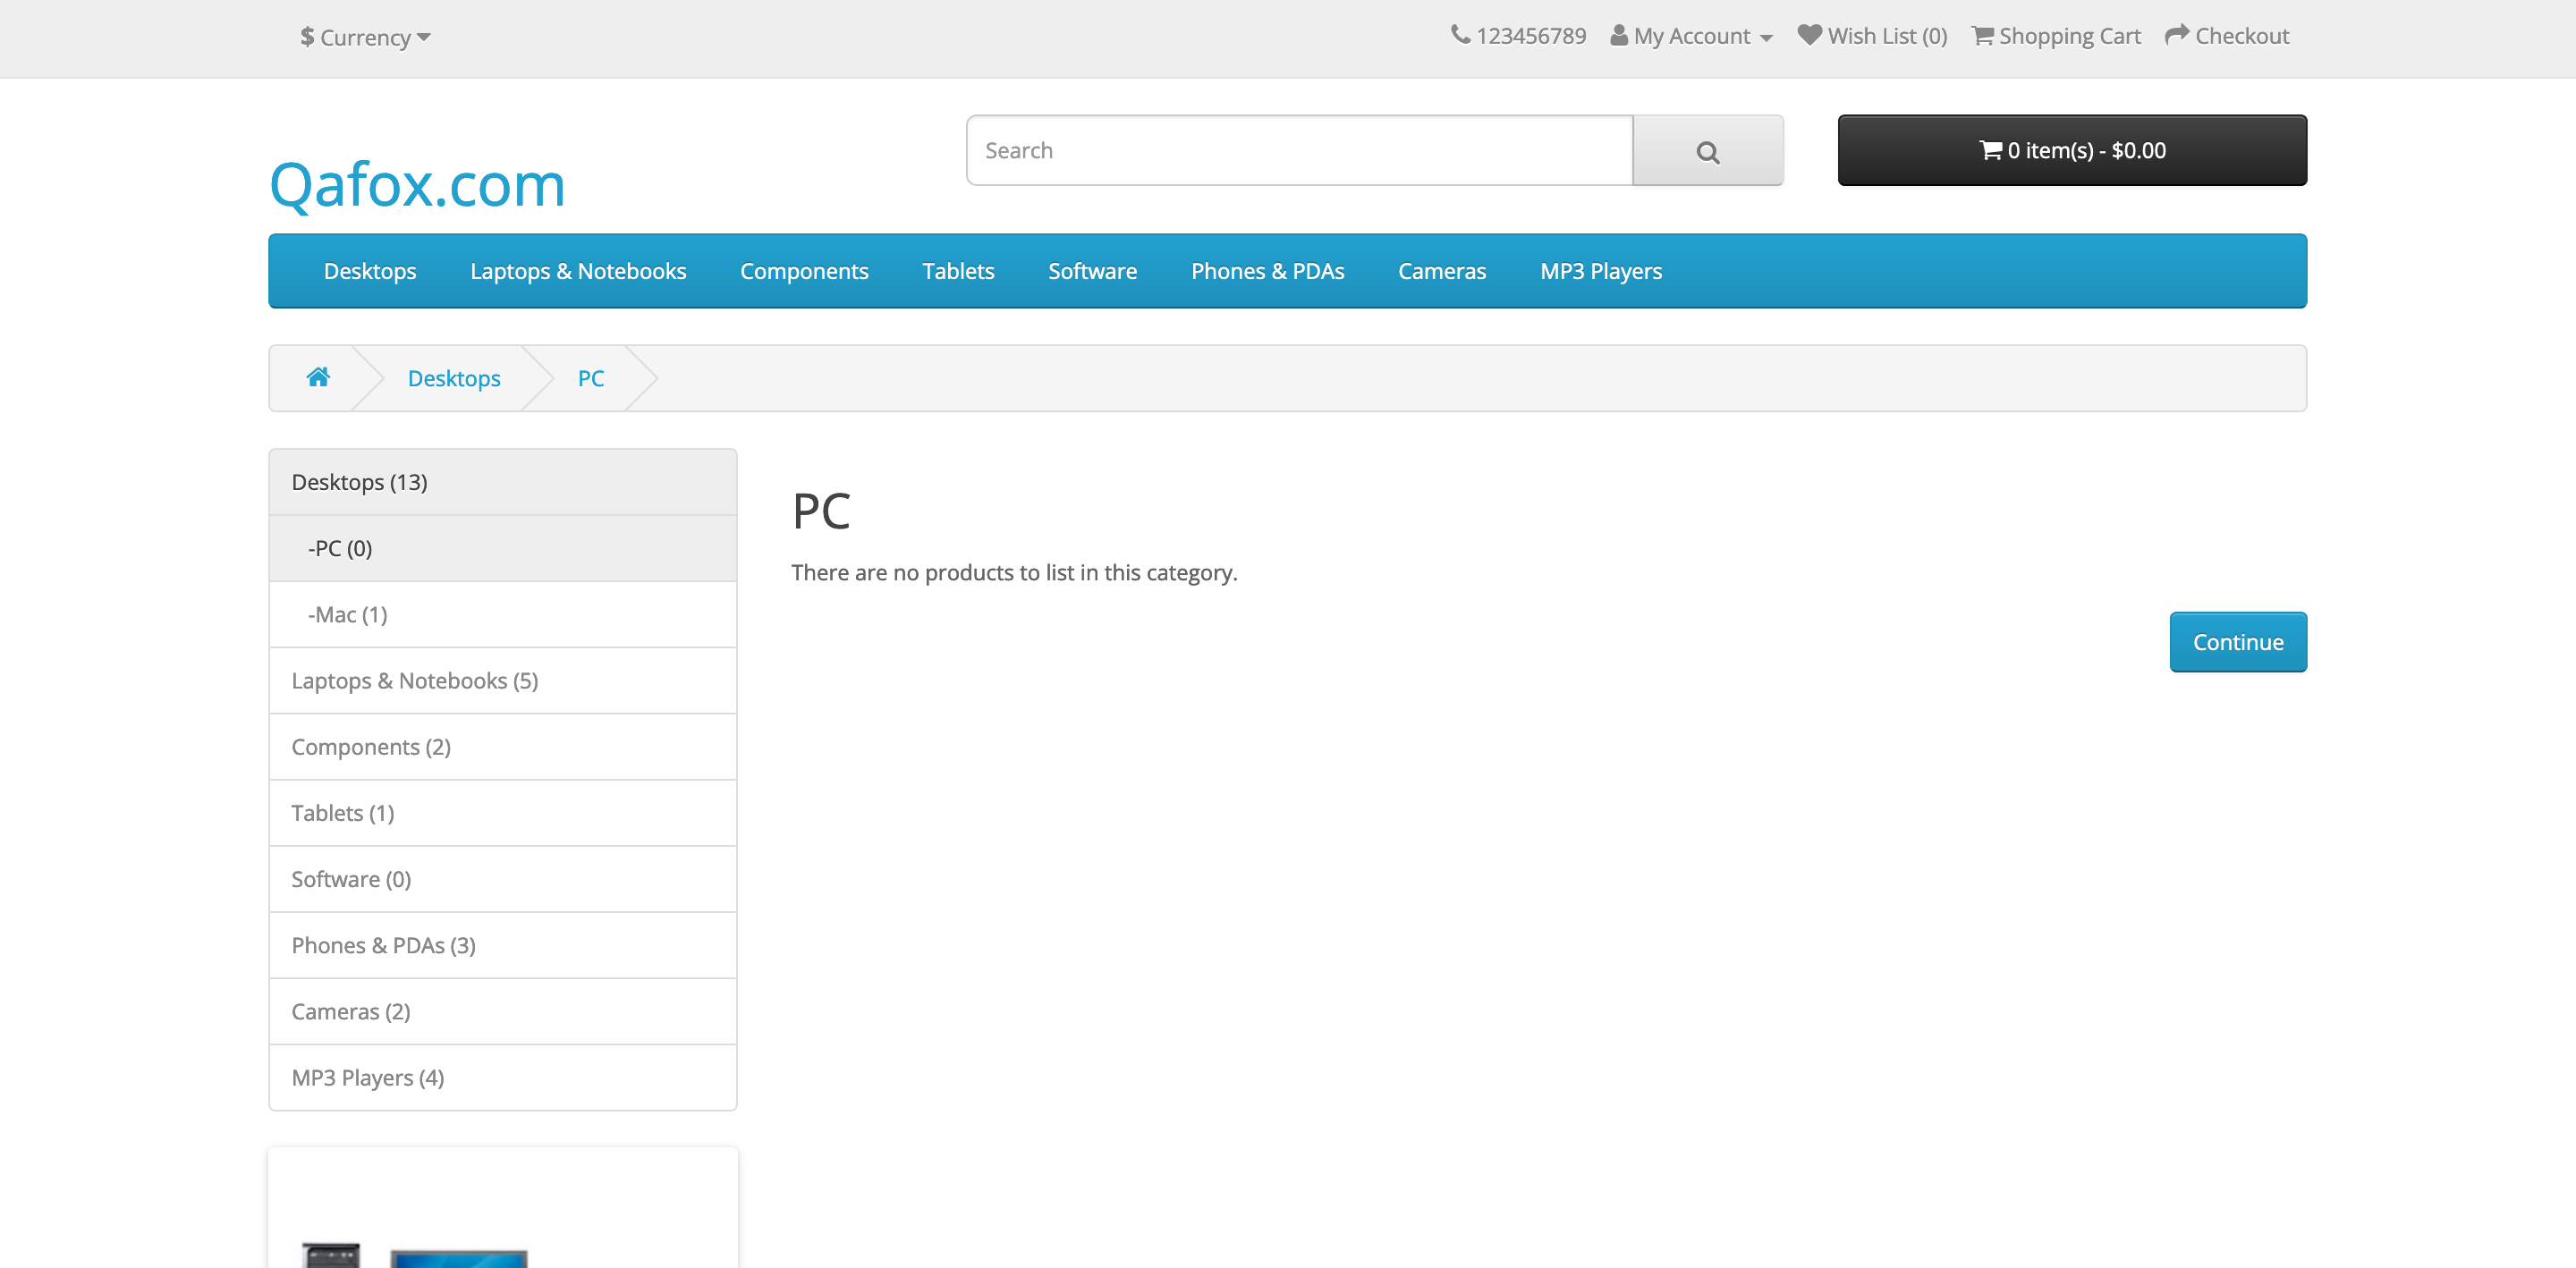 $ Currency
123456789 My Account Wish List (0) Shopping Cart Checkout
Qafox.com
Search
0 item(s) - $0.00
Desktops Laptops & Notebooks Components Tablets Software Phones & PDAs Cameras MP3 Players
Desktops PC
Desktops (13)
-PC (0)
-Mac (1)
Laptops & Notebooks (5)
Components (2)
Tablets (1)
Software (0)
Phones & PDAs (3)
Cameras (2)
MP3 Players (4)
PC
There are no products to list in this category.
Continue